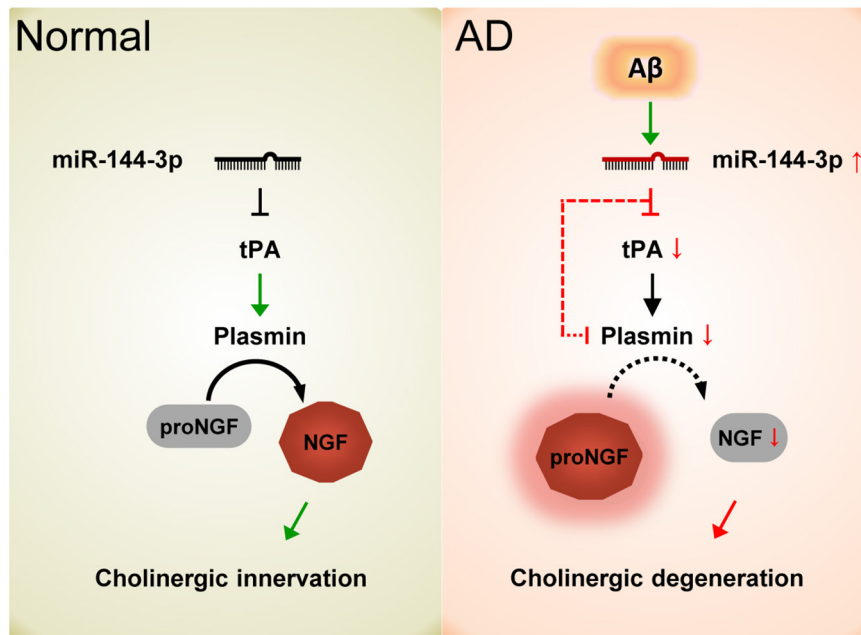 Normal
miR-144-3p
tPA
Plasmin
proNGF
NGF
Cholinergic innervation
AD
Aβ
miR-144-3p ↑
tPA ↓
Plasmin ↓
proNGF
NGF ↓
Cholinergic degeneration